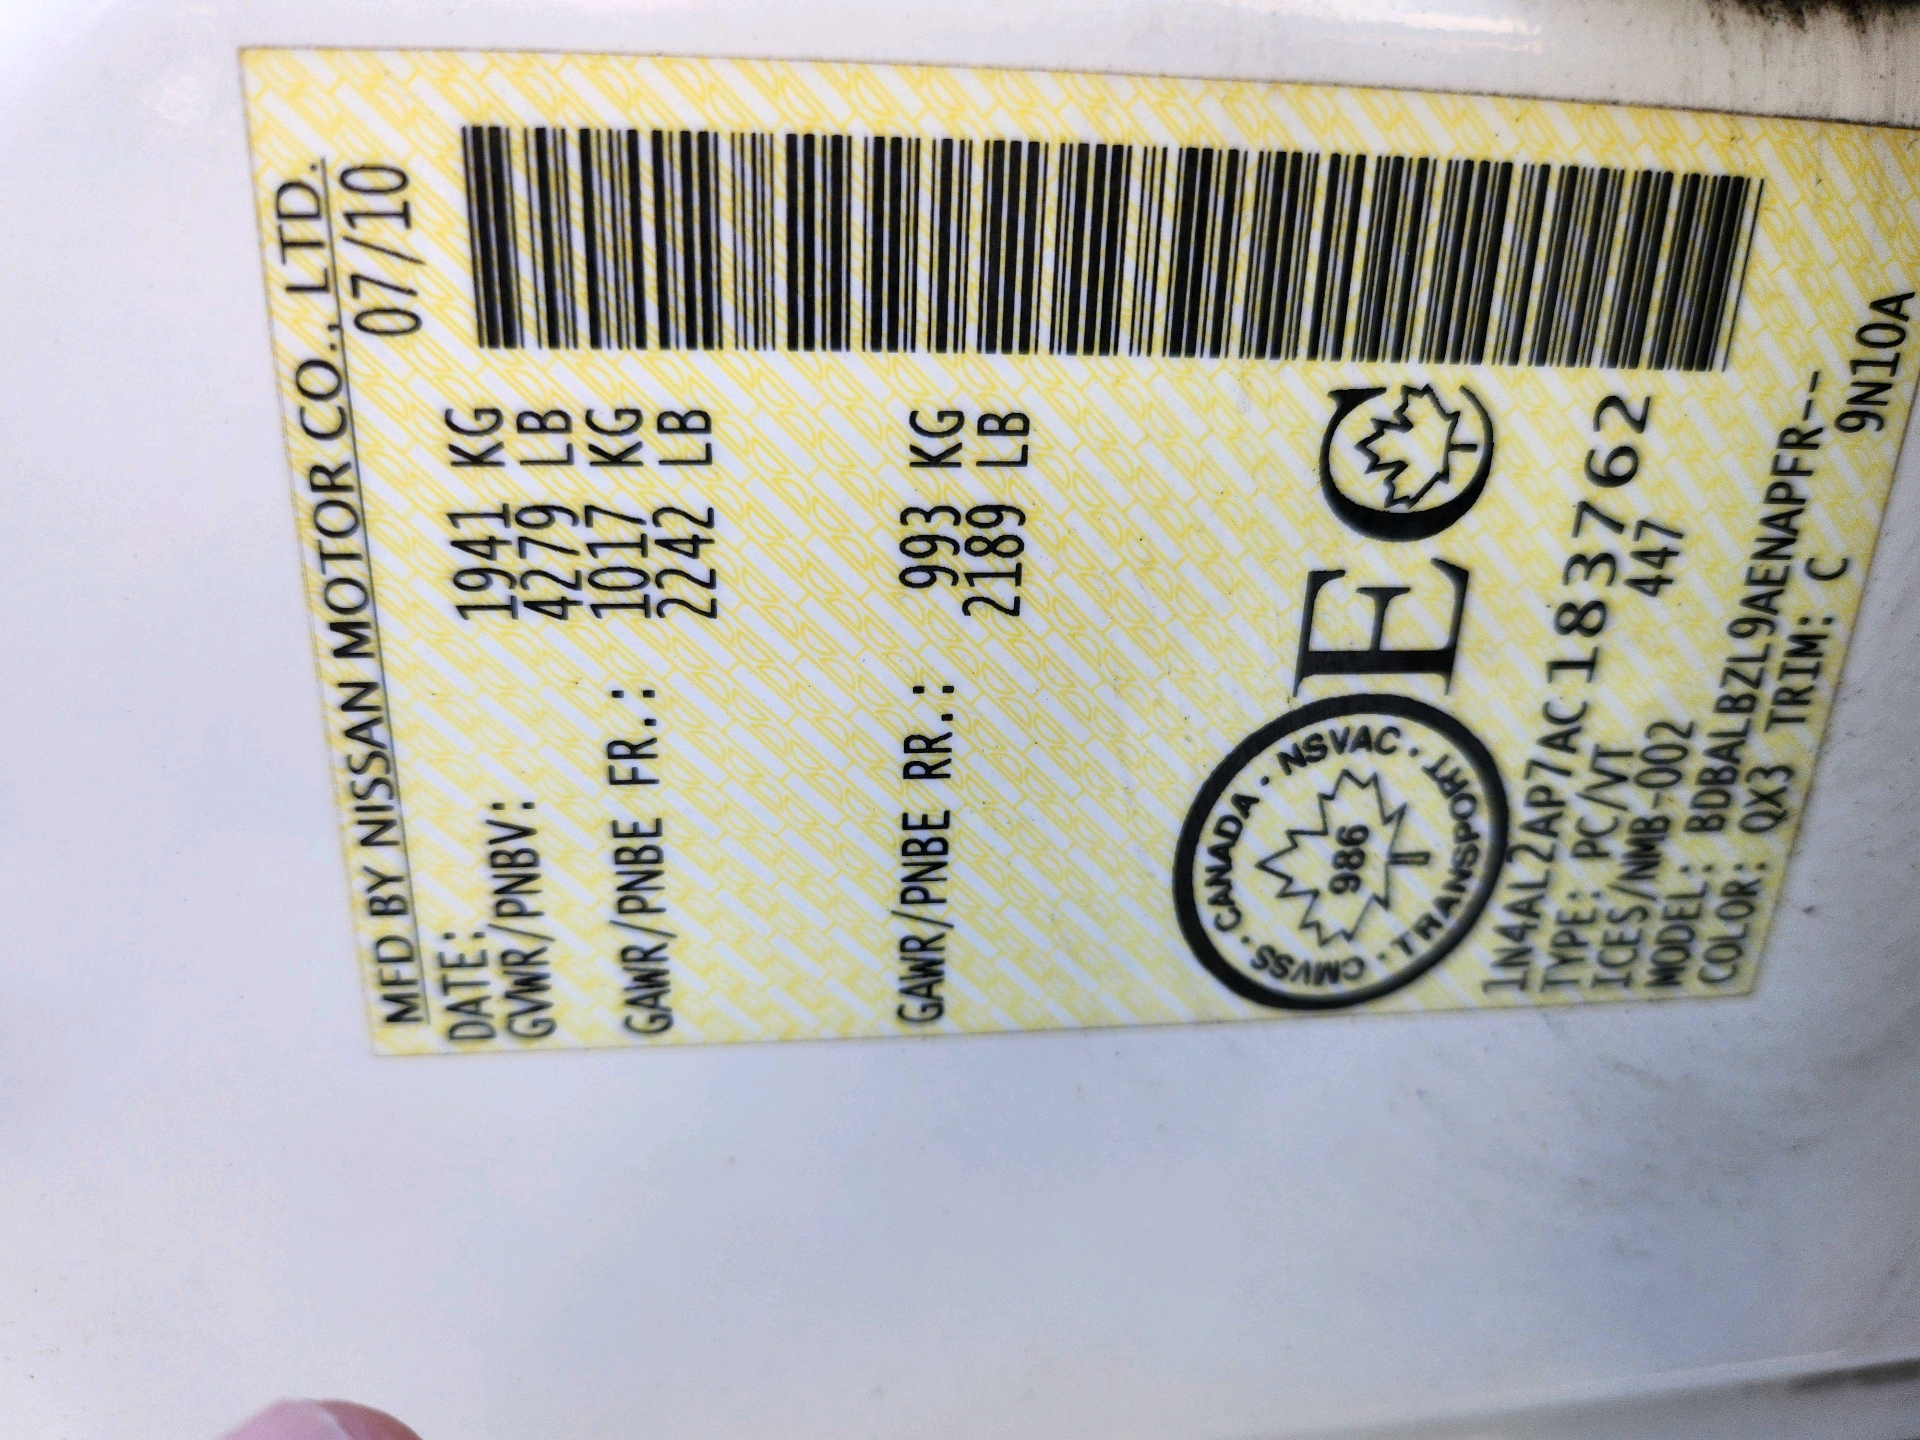 MFD BY NISSAN MOTOR CO., LTD.
DATE: 07/10
GVWR/PNBV: 1941 KG
4279 LB
GAWR/PNBE FR.: 1017 KG
2242 LB
GAWR/PNBE RR.: 993 KG
2189 LB
CMVSS · CANADA · NSVAC · TRANSPORT ·
986
EC
1N4AL2AP7AC183762
TYPE: PC/VT 447
ICES/NMB-002
MODEL: BDBALBZL9AENAPFR--
COLOR: QX3 TRIM: C 9N10A